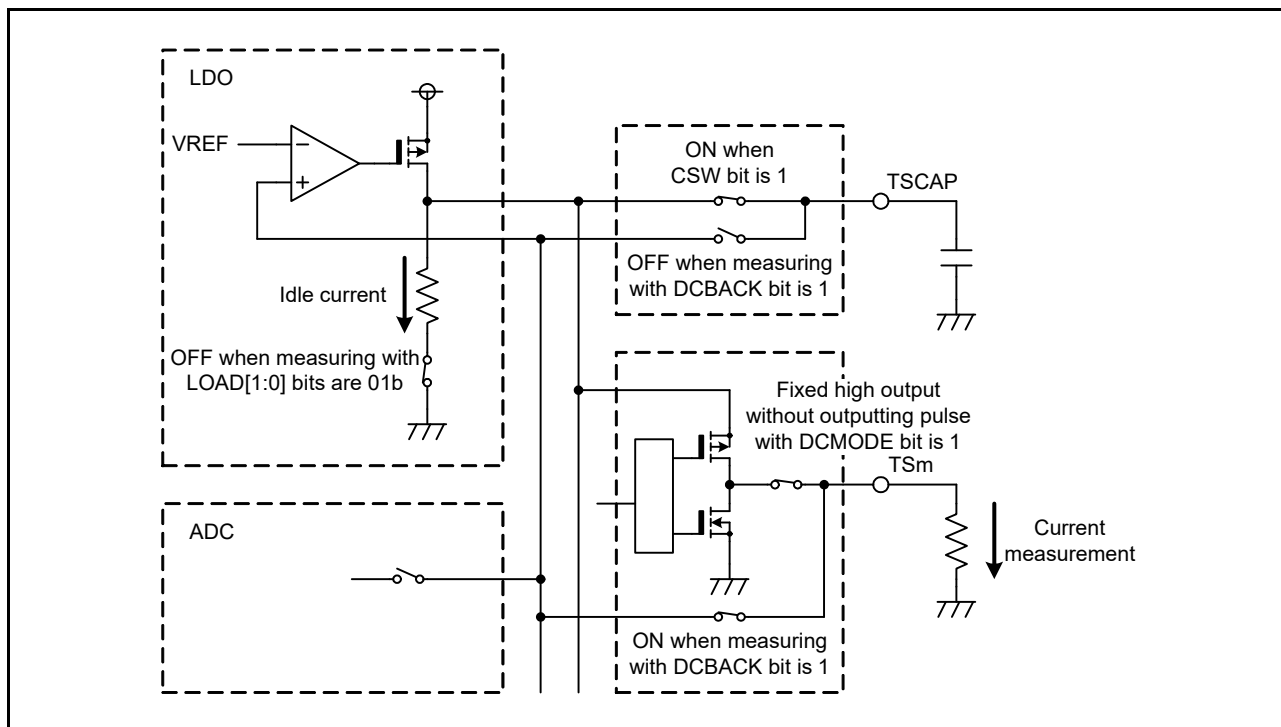 LDO
VREF
−
+
Idle current
OFF when measuring with
LOAD[1:0] bits are 01b
ON when
CSW bit is 1
TSCAP
OFF when measuring
with DCBACK bit is 1
Fixed high output
without outputting pulse
with DCMODE bit is 1
TSm
Current
measurement
ADC
ON when measuring
with DCBACK bit is 1